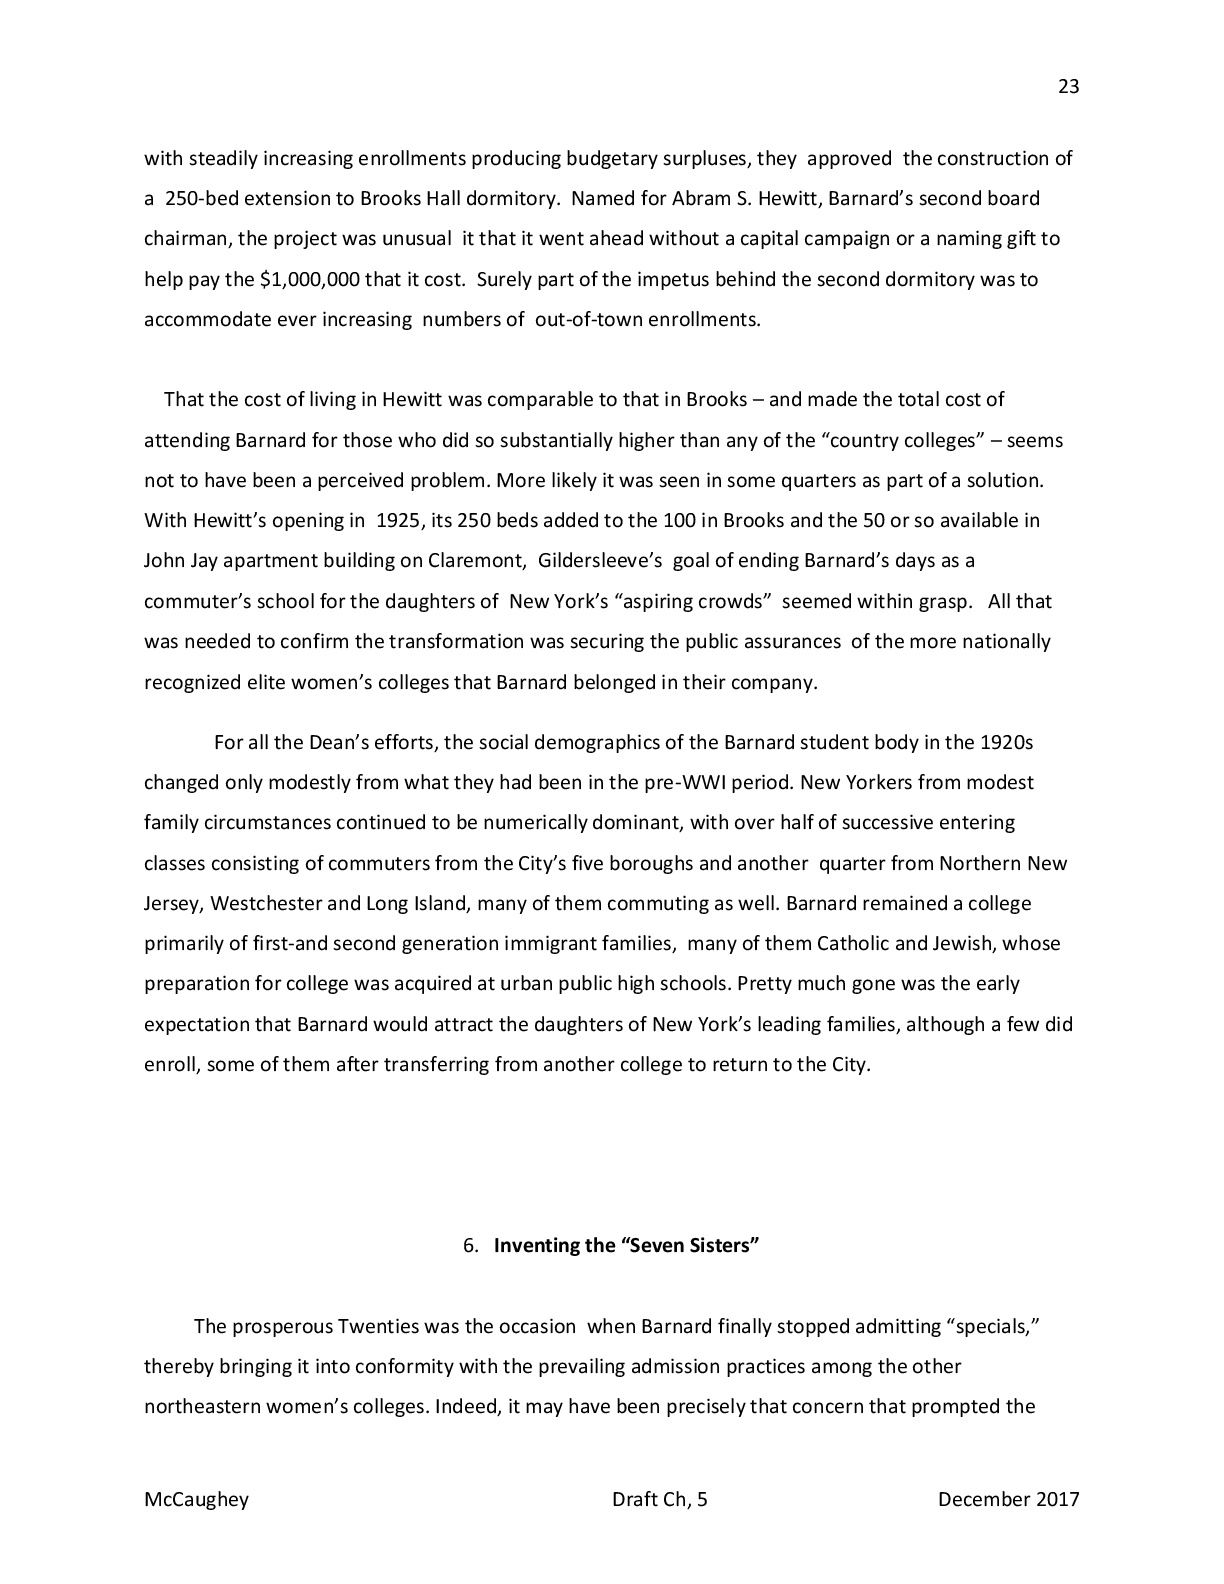 23
with steadily increasing enrollments producing budgetary surpluses, they approved the construction of
a 250-bed extension to Brooks Hall dormitory. Named for Abram S. Hewitt, Barnard’s second board
chairman, the project was unusual it that it went ahead without a capital campaign or a naming gift to
help pay the $1,000,000 that it cost. Surely part of the impetus behind the second dormitory was to
accommodate ever increasing numbers of out-of-town enrollments.
That the cost of living in Hewitt was comparable to that in Brooks – and made the total cost of
attending Barnard for those who did so substantially higher than any of the “country colleges” – seems
not to have been a perceived problem. More likely it was seen in some quarters as part of a solution.
With Hewitt’s opening in 1925, its 250 beds added to the 100 in Brooks and the 50 or so available in
John Jay apartment building on Claremont, Gildersleeve’s goal of ending Barnard’s days as a
commuter’s school for the daughters of New York’s “aspiring crowds” seemed within grasp. All that
was needed to confirm the transformation was securing the public assurances of the more nationally
recognized elite women’s colleges that Barnard belonged in their company.
For all the Dean’s efforts, the social demographics of the Barnard student body in the 1920s
changed only modestly from what they had been in the pre-WWI period. New Yorkers from modest
family circumstances continued to be numerically dominant, with over half of successive entering
classes consisting of commuters from the City’s five boroughs and another quarter from Northern New
Jersey, Westchester and Long Island, many of them commuting as well. Barnard remained a college
primarily of first-and second generation immigrant families, many of them Catholic and Jewish, whose
preparation for college was acquired at urban public high schools. Pretty much gone was the early
expectation that Barnard would attract the daughters of New York’s leading families, although a few did
enroll, some of them after transferring from another college to return to the City.
6. Inventing the “Seven Sisters”
The prosperous Twenties was the occasion when Barnard finally stopped admitting “specials,”
thereby bringing it into conformity with the prevailing admission practices among the other
northeastern women’s colleges. Indeed, it may have been precisely that concern that prompted the
McCaughey Draft Ch, 5 December 2017